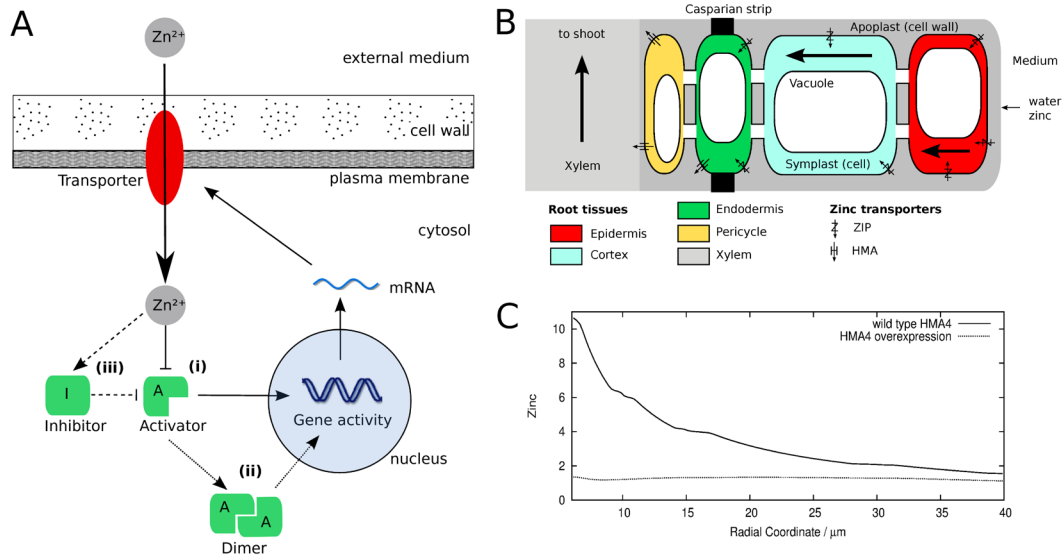 A
Zn²⁺
external medium
cell wall
Transporter
plasma membrane
cytosol
Zn²⁺
mRNA
(iii)
(i)
I
A
Inhibitor
Activator
Gene activity
nucleus
(ii)
A
A
Dimer
B
Casparian strip
to shoot
Apoplast (cell wall)
Z
Medium
Vacuole
water
zinc
H
Xylem
Symplast (cell)
Z
Root tissues
Epidermis
Cortex
Endodermis
Pericycle
Xylem
Zinc transporters
Z ZIP
H HMA
C
wild type HMA4
HMA4 overexpression
Zinc
10
8
6
4
2
0
10
15
20
25
30
35
40
Radial Coordinate / μm